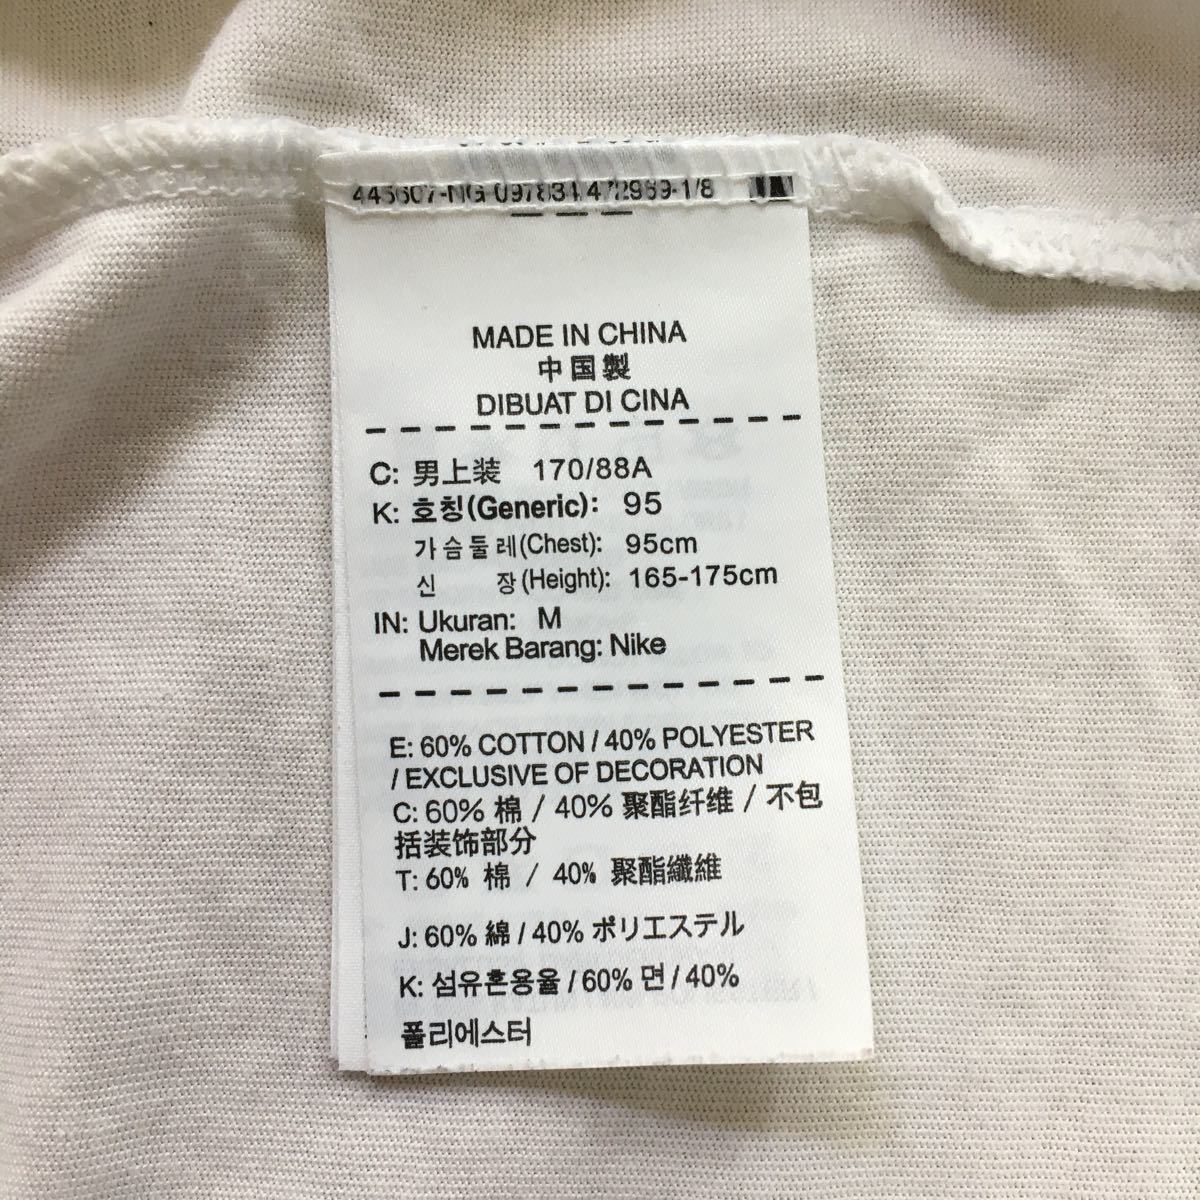 MADE IN CHINA
中国製
DIBUAT DI CINA
C: 男上装 170/88A
K: 호칭(Generic): 95
가슴둘레(Chest): 95cm
신 장(Height): 165-175cm
IN: Ukuran: M
Merek Barang: Nike
E: 60% COTTON / 40% POLYESTER
/ EXCLUSIVE OF DECORATION
C: 60% 棉 / 40% 聚酯纤维 / 不包
括装饰部分
T: 60% 棉 / 40% 聚酯纖維
J: 60% 綿 / 40% ポリエステル
K: 섬유혼용율 / 60% 면 / 40%
폴리에스터